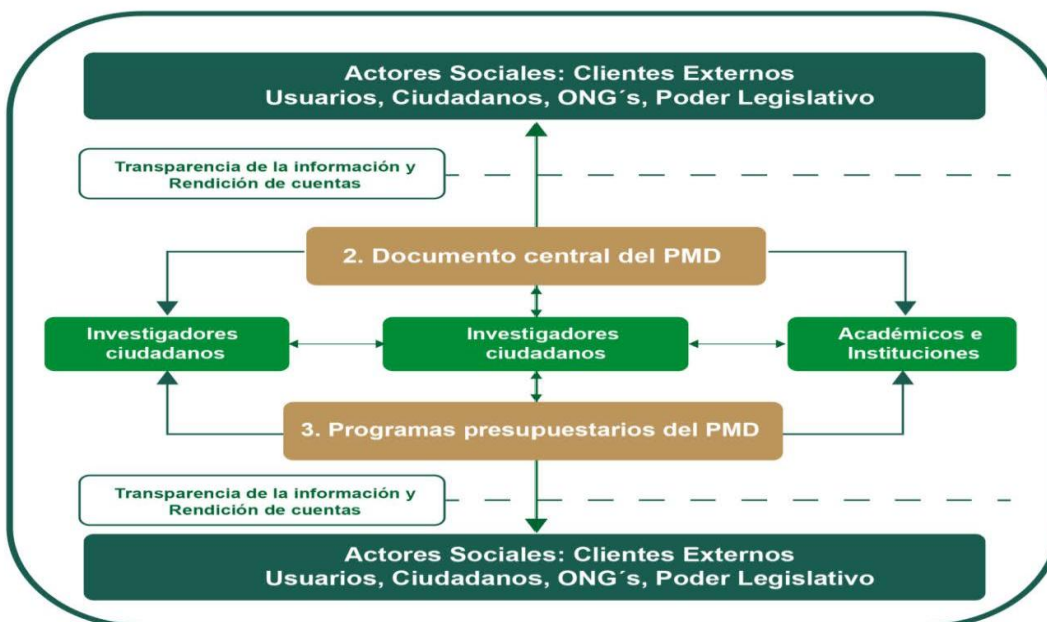 Actores Sociales: Clientes Externos
Usuarios, Ciudadanos, ONG´s, Poder Legislativo
Transparencia de la información y
Rendición de cuentas
2. Documento central del PMD
Investigadores
ciudadanos
Investigadores
ciudadanos
Académicos e
Instituciones
3. Programas presupuestarios del PMD
Transparencia de la información y
Rendición de cuentas
Actores Sociales: Clientes Externos
Usuarios, Ciudadanos, ONG´s, Poder Legislativo